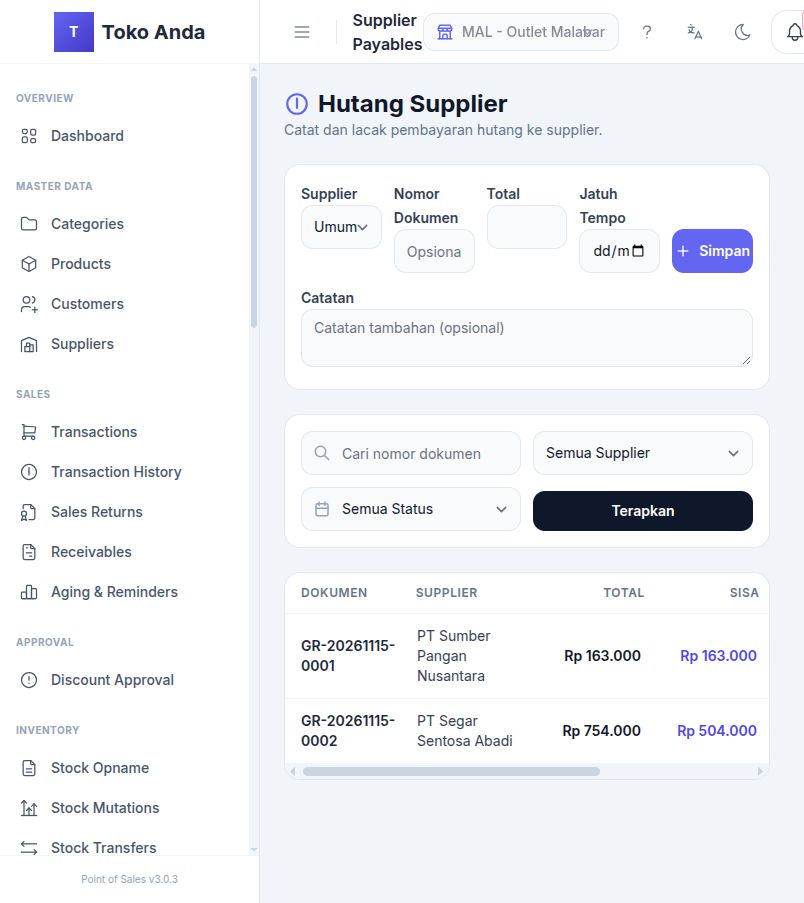 T Toko Anda
OVERVIEW
Dashboard
MASTER DATA
Categories
Products
Customers
Suppliers
SALES
Transactions
Transaction History
Sales Returns
Receivables
Aging & Reminders
APPROVAL
Discount Approval
INVENTORY
Stock Opname
Stock Mutations
Stock Transfers
Point of Sales v3.0.3
Supplier
Payables
MAL - Outlet Malabar
Hutang Supplier
Catat dan lacak pembayaran hutang ke supplier.
Supplier
Umum
Nomor
Dokumen
Opsiona
Total
Jatuh
Tempo
dd/m
Simpan
Catatan
Catatan tambahan (opsional)
Cari nomor dokumen
Semua Supplier
Semua Status
Terapkan
DOKUMEN SUPPLIER TOTAL SISA
GR-20261115-
0001
PT Sumber
Pangan
Nusantara
Rp 163.000 Rp 163.000
GR-20261115-
0002
PT Segar
Sentosa Abadi
Rp 754.000 Rp 504.000